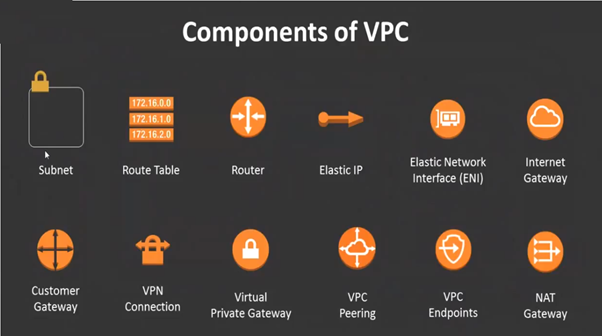 Components of VPC
172.16.0.0
172.16.1.0
172.16.2.0
Subnet
Route Table
Router
Elastic IP
Elastic Network
Interface (ENI)
Internet
Gateway
Customer
Gateway
VPN
Connection
Virtual
Private Gateway
VPC
Peering
VPC
Endpoints
NAT
Gateway